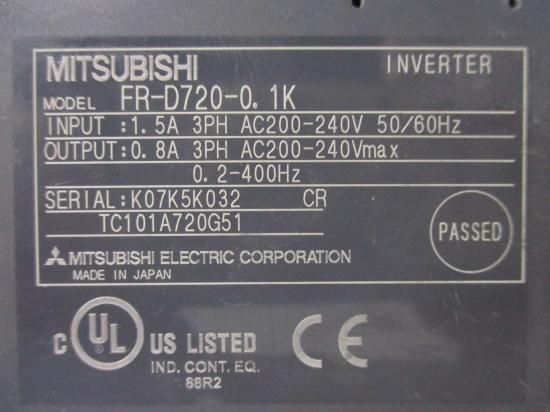 MITSUBISHI INVERTER
MODEL FR-D720-0.1K
INPUT :1.5A 3PH AC200-240V 50/60Hz
OUTPUT:0.8A 3PH AC200-240Vmax
0.2-400Hz
SERIAL:K07K5K032 CR
TC101A720G51
PASSED
MITSUBISHI ELECTRIC CORPORATION
MADE IN JAPAN
C UL US LISTED CE
IND. CONT. EQ.
88R2